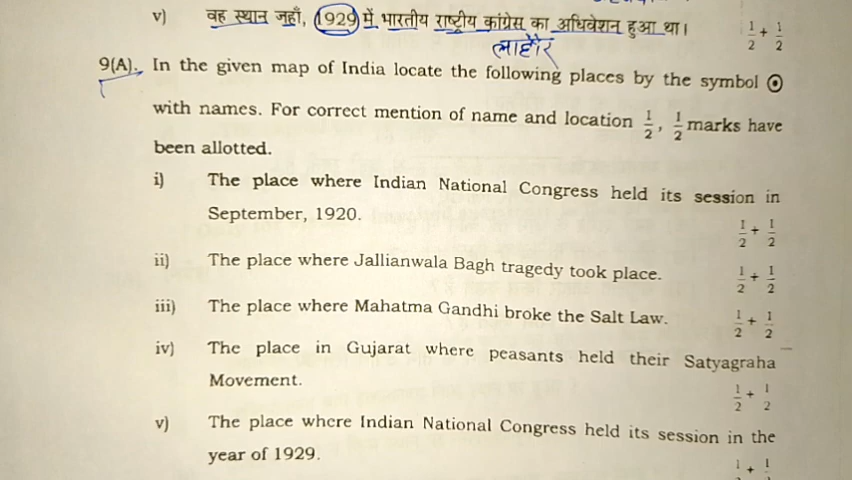 v) वह स्थान जहाँ, 1929 में भारतीय राष्ट्रीय कांग्रेस का अधिवेशन हुआ था। 1/2 + 1/2
लाहौर
9(A). In the given map of India locate the following places by the symbol ⊙
with names. For correct mention of name and location 1/2, 1/2 marks have
been allotted.
i) The place where Indian National Congress held its session in
September, 1920. 1/2 + 1/2
ii) The place where Jallianwala Bagh tragedy took place. 1/2 + 1/2
iii) The place where Mahatma Gandhi broke the Salt Law. 1/2 + 1/2
iv) The place in Gujarat where peasants held their Satyagraha
Movement. 1/2 + 1/2
v) The place where Indian National Congress held its session in the
year of 1929. 1 + 1